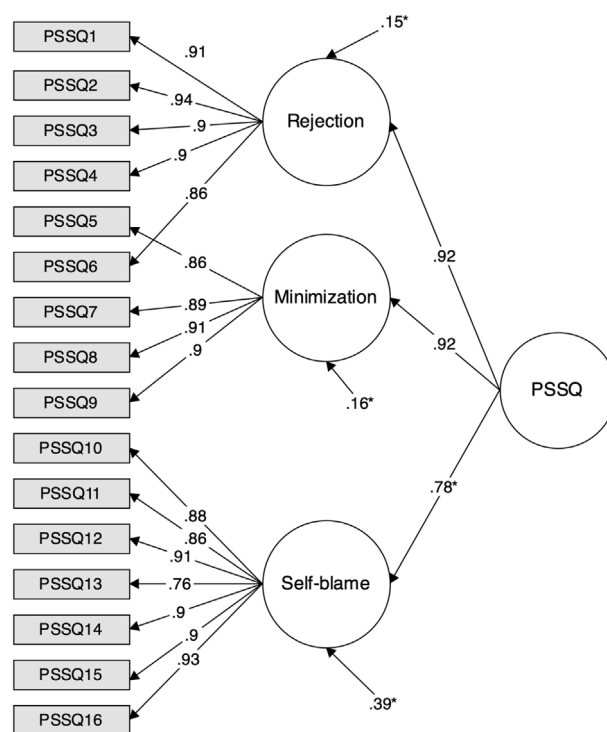 PSSQ1
PSSQ2
PSSQ3
PSSQ4
PSSQ5
PSSQ6
PSSQ7
PSSQ8
PSSQ9
PSSQ10
PSSQ11
PSSQ12
PSSQ13
PSSQ14
PSSQ15
PSSQ16
.91
.94
.9
.9
.86
.86
.89
.91
.9
.88
.86
.91
.76
.9
.9
.93
.15*
Rejection
Minimization
.16*
Self-blame
.39*
.92
.92
.78*
PSSQ